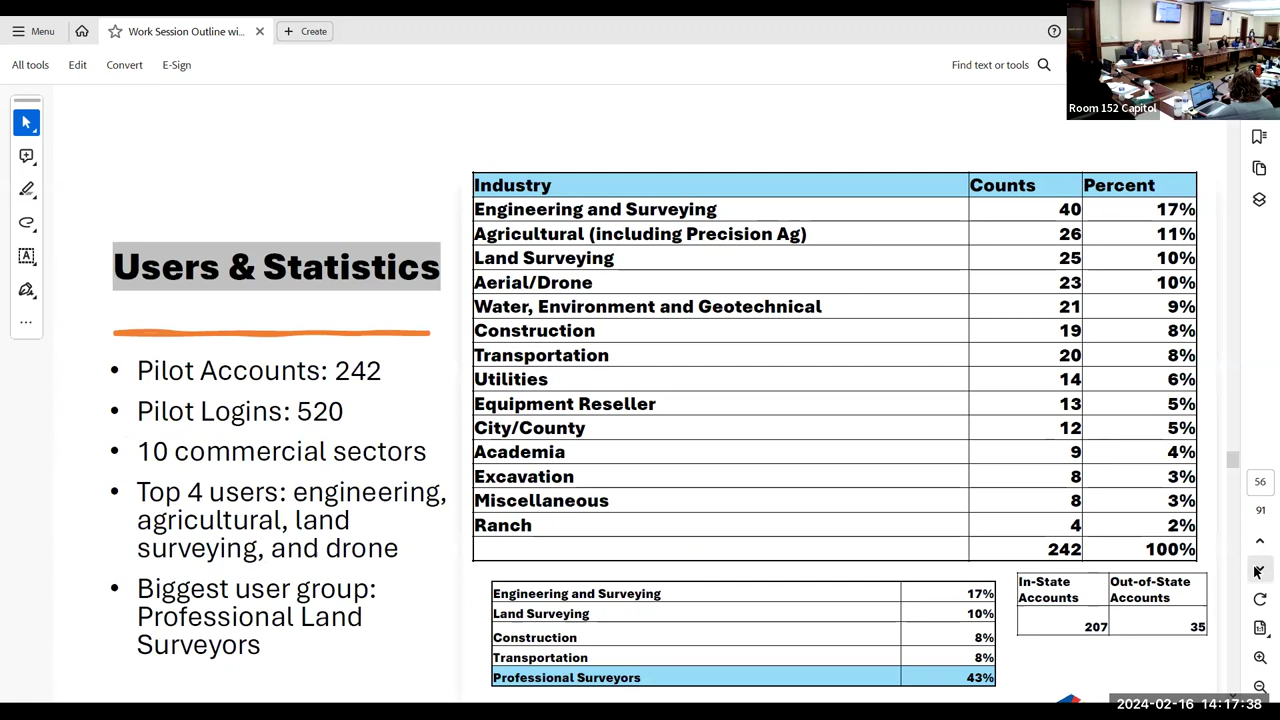 Menu
Work Session Outline wi...
Create
All tools
Edit
Convert
E-Sign
Find text or tools
Room 152 Capitol
Users & Statistics
• Pilot Accounts: 242
• Pilot Logins: 520
• 10 commercial sectors
• Top 4 users: engineering,
agricultural, land
surveying, and drone
• Biggest user group:
Professional Land
Surveyors
Industry Counts Percent
Engineering and Surveying 40 17%
Agricultural (including Precision Ag) 26 11%
Land Surveying 25 10%
Aerial/Drone 23 10%
Water, Environment and Geotechnical 21 9%
Construction 19 8%
Transportation 20 8%
Utilities 14 6%
Equipment Reseller 13 5%
City/County 12 5%
Academia 9 4%
Excavation 8 3%
Miscellaneous 8 3%
Ranch 4 2%
242 100%
Engineering and Surveying 17%
Land Surveying 10%
Construction 8%
Transportation 8%
Professional Surveyors 43%
In-State Out-of-State
Accounts Accounts
207 35
56
91
2024-02-16 14:17:38